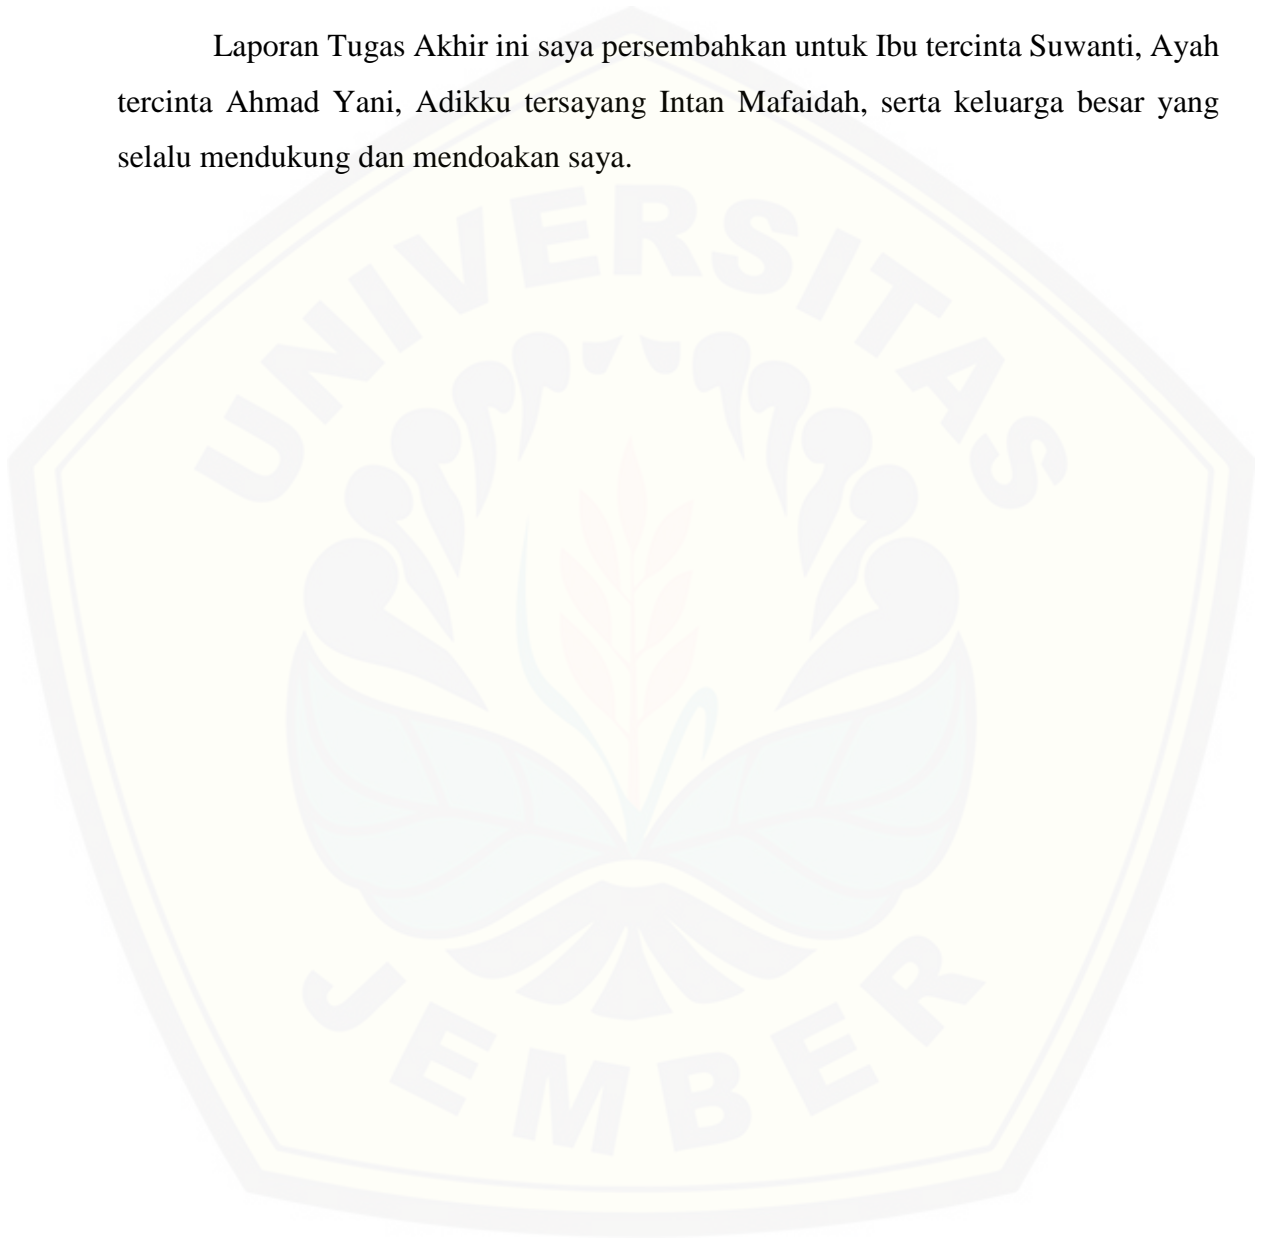 Laporan Tugas Akhir ini saya persembahkan untuk Ibu tercinta Suwanti, Ayah
tercinta Ahmad Yani, Adikku tersayang Intan Mafaidah, serta keluarga besar yang
selalu mendukung dan mendoakan saya.
UNIVERSITAS
JEMBER